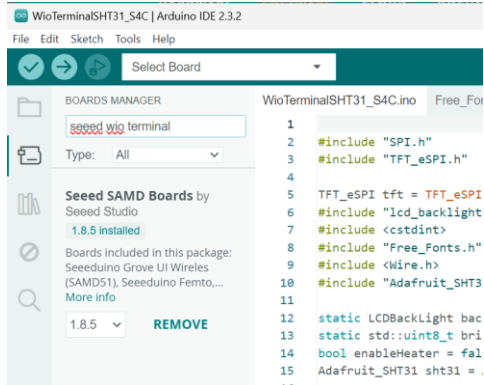 WioTerminalSHT31_S4C | Arduino IDE 2.3.2
File Edit Sketch Tools Help
Select Board
BOARDS MANAGER
seeed wio terminal
Type: All
Seeed SAMD Boards by
Seeed Studio
1.8.5 installed
Boards included in this package:
Seeeduino Grove UI Wireles
(SAMD51), Seeeduino Femto,...
More info
1.8.5
REMOVE
WioTerminalSHT31_S4C.ino Free_Fo
1
2 #include "SPI.h"
3 #include "TFT_eSPI.h"
4
5 TFT_eSPI tft = TFT_eSPI
6 #include "lcd_backlight
7 #include <cstdint>
8 #include "Free_Fonts.h"
9 #include <Wire.h>
10 #include "Adafruit_SHT3
11
12 static LCDBackLight bac
13 static std::uint8_t bri
14 bool enableHeater = fal
15 Adafruit_SHT31 sht31 =